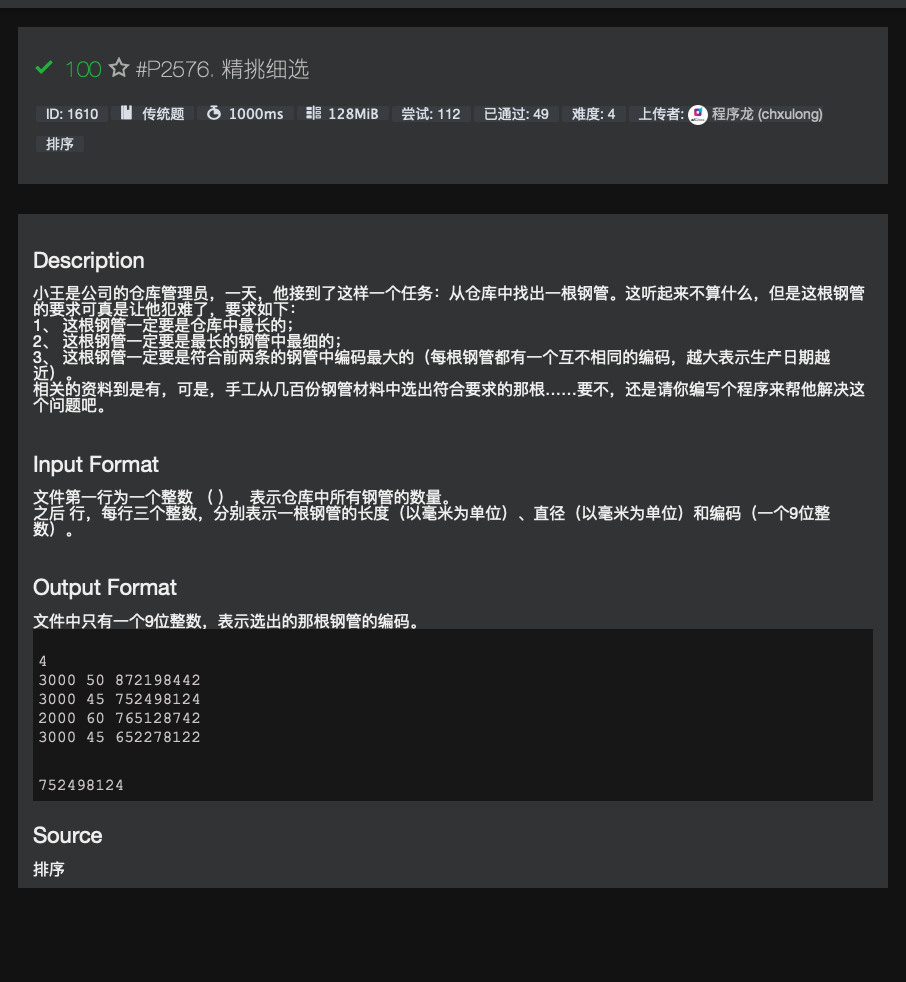 100 #P2576. 精挑细选
ID: 1610 传统题 1000ms 128MiB 尝试: 112 已通过: 49 难度: 4 上传者: 程序龙 (chxulong)
排序
Description
小王是公司的仓库管理员，一天，他接到了这样一个任务：从仓库中找出一根钢管。这听起来不算什么，但是这根钢管
的要求可真是让他犯难了，要求如下：
1、 这根钢管一定要是仓库中最长的；
2、 这根钢管一定要是最长的钢管中最细的；
3、 这根钢管一定要是符合前两条的钢管中编码最大的（每根钢管都有一个互不相同的编码，越大表示生产日期越
近）。
相关的资料到是有，可是，手工从几百份钢管材料中选出符合要求的那根……要不，还是请你编写个程序来帮他解决这
个问题吧。
Input Format
文件第一行为一个整数 （ ），表示仓库中所有钢管的数量。
之后 行，每行三个整数，分别表示一根钢管的长度（以毫米为单位）、直径（以毫米为单位）和编码（一个9位整
数）。
Output Format
文件中只有一个9位整数，表示选出的那根钢管的编码。
4
3000 50 872198442
3000 45 752498124
2000 60 765128742
3000 45 652278122
752498124
Source
排序